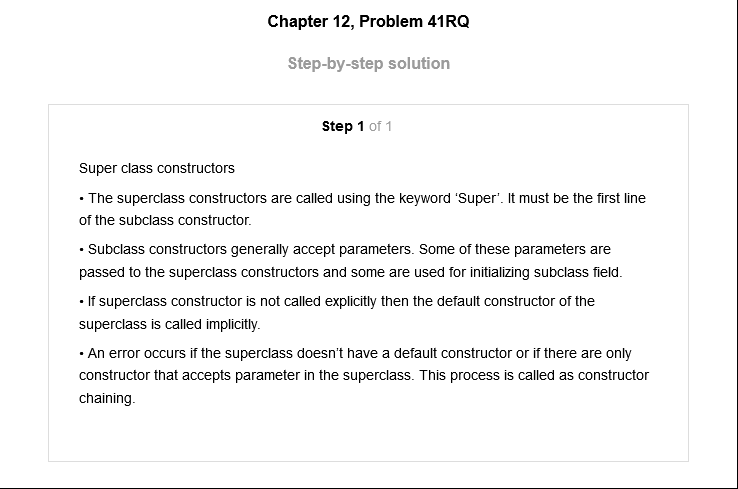 Chapter 12, Problem 41RQ
Step-by-step solution
Step 1 of 1
Super class constructors
• The superclass constructors are called using the keyword ‘Super’. It must be the first line
of the subclass constructor.
• Subclass constructors generally accept parameters. Some of these parameters are
passed to the superclass constructors and some are used for initializing subclass field.
• If superclass constructor is not called explicitly then the default constructor of the
superclass is called implicitly.
• An error occurs if the superclass doesn’t have a default constructor or if there are only
constructor that accepts parameter in the superclass. This process is called as constructor
chaining.